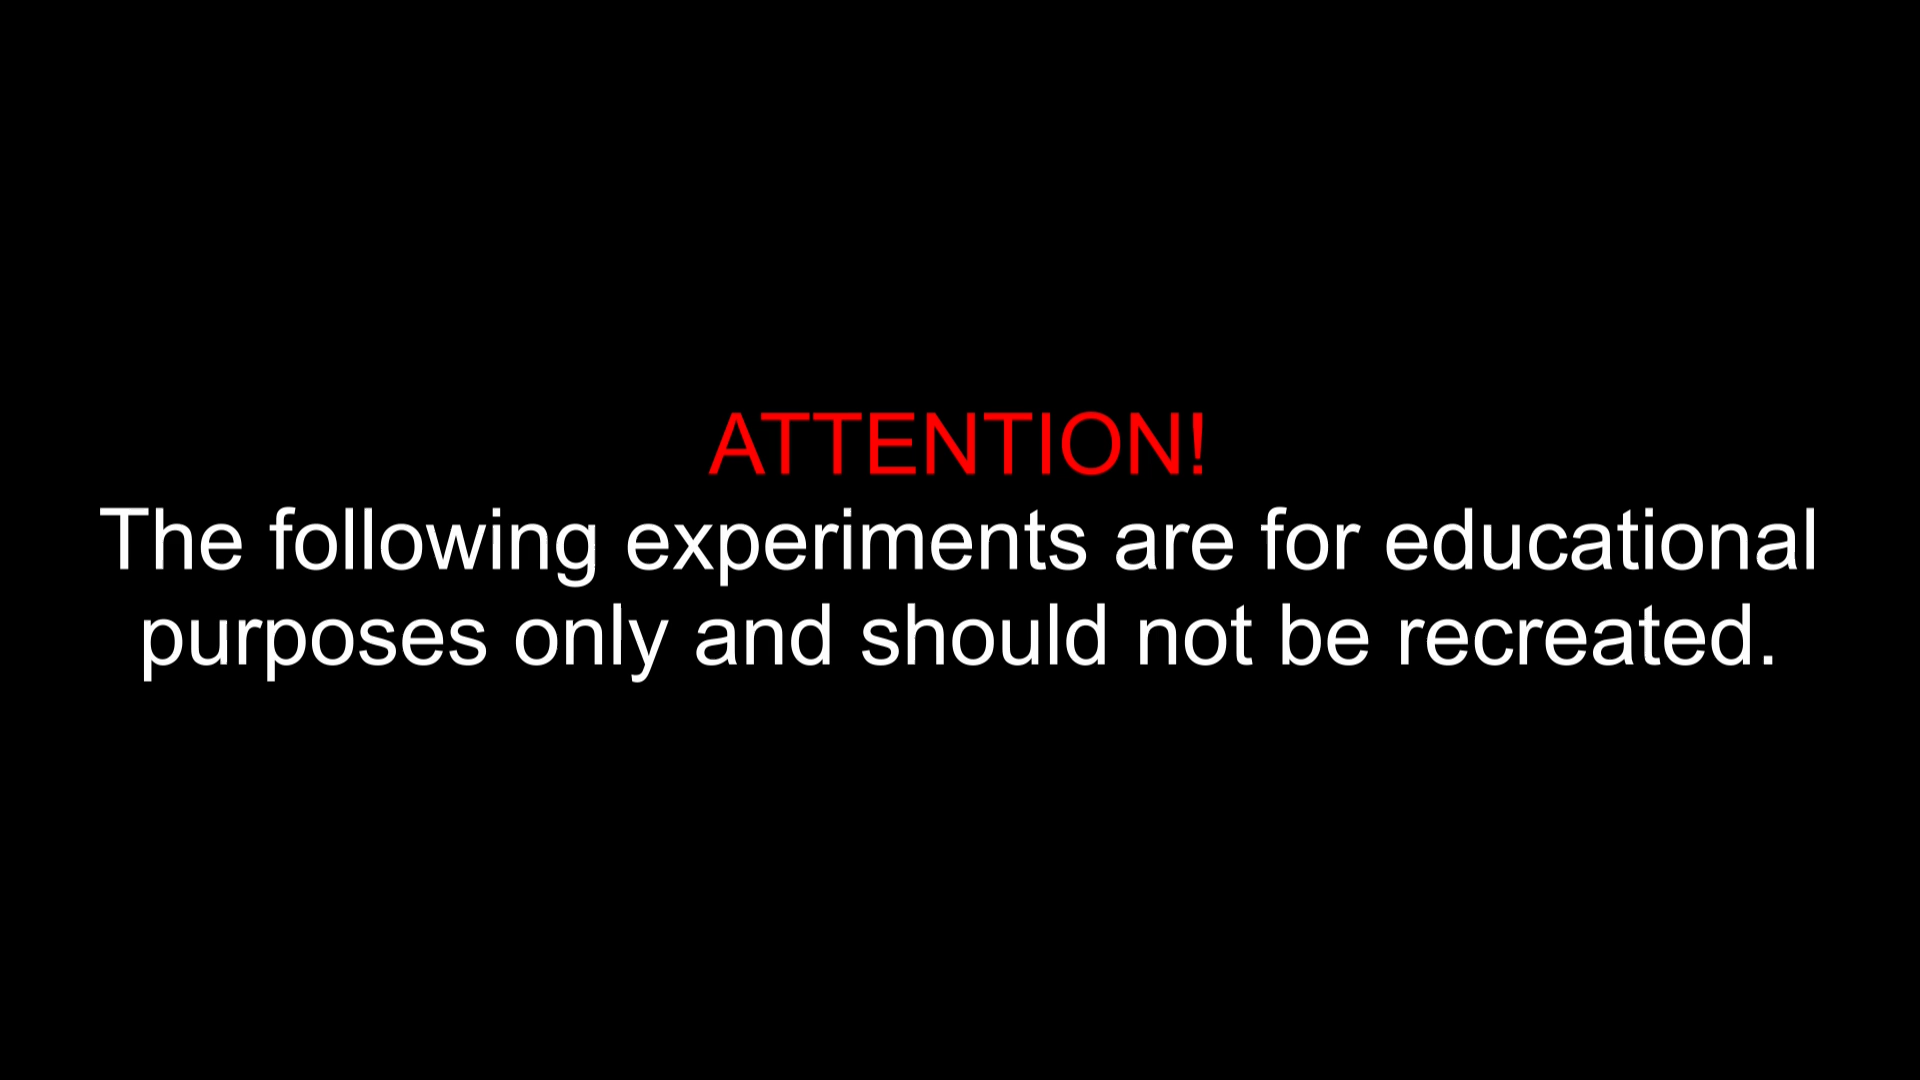 ATTENTION!
The following experiments are for educational
purposes only and should not be recreated.